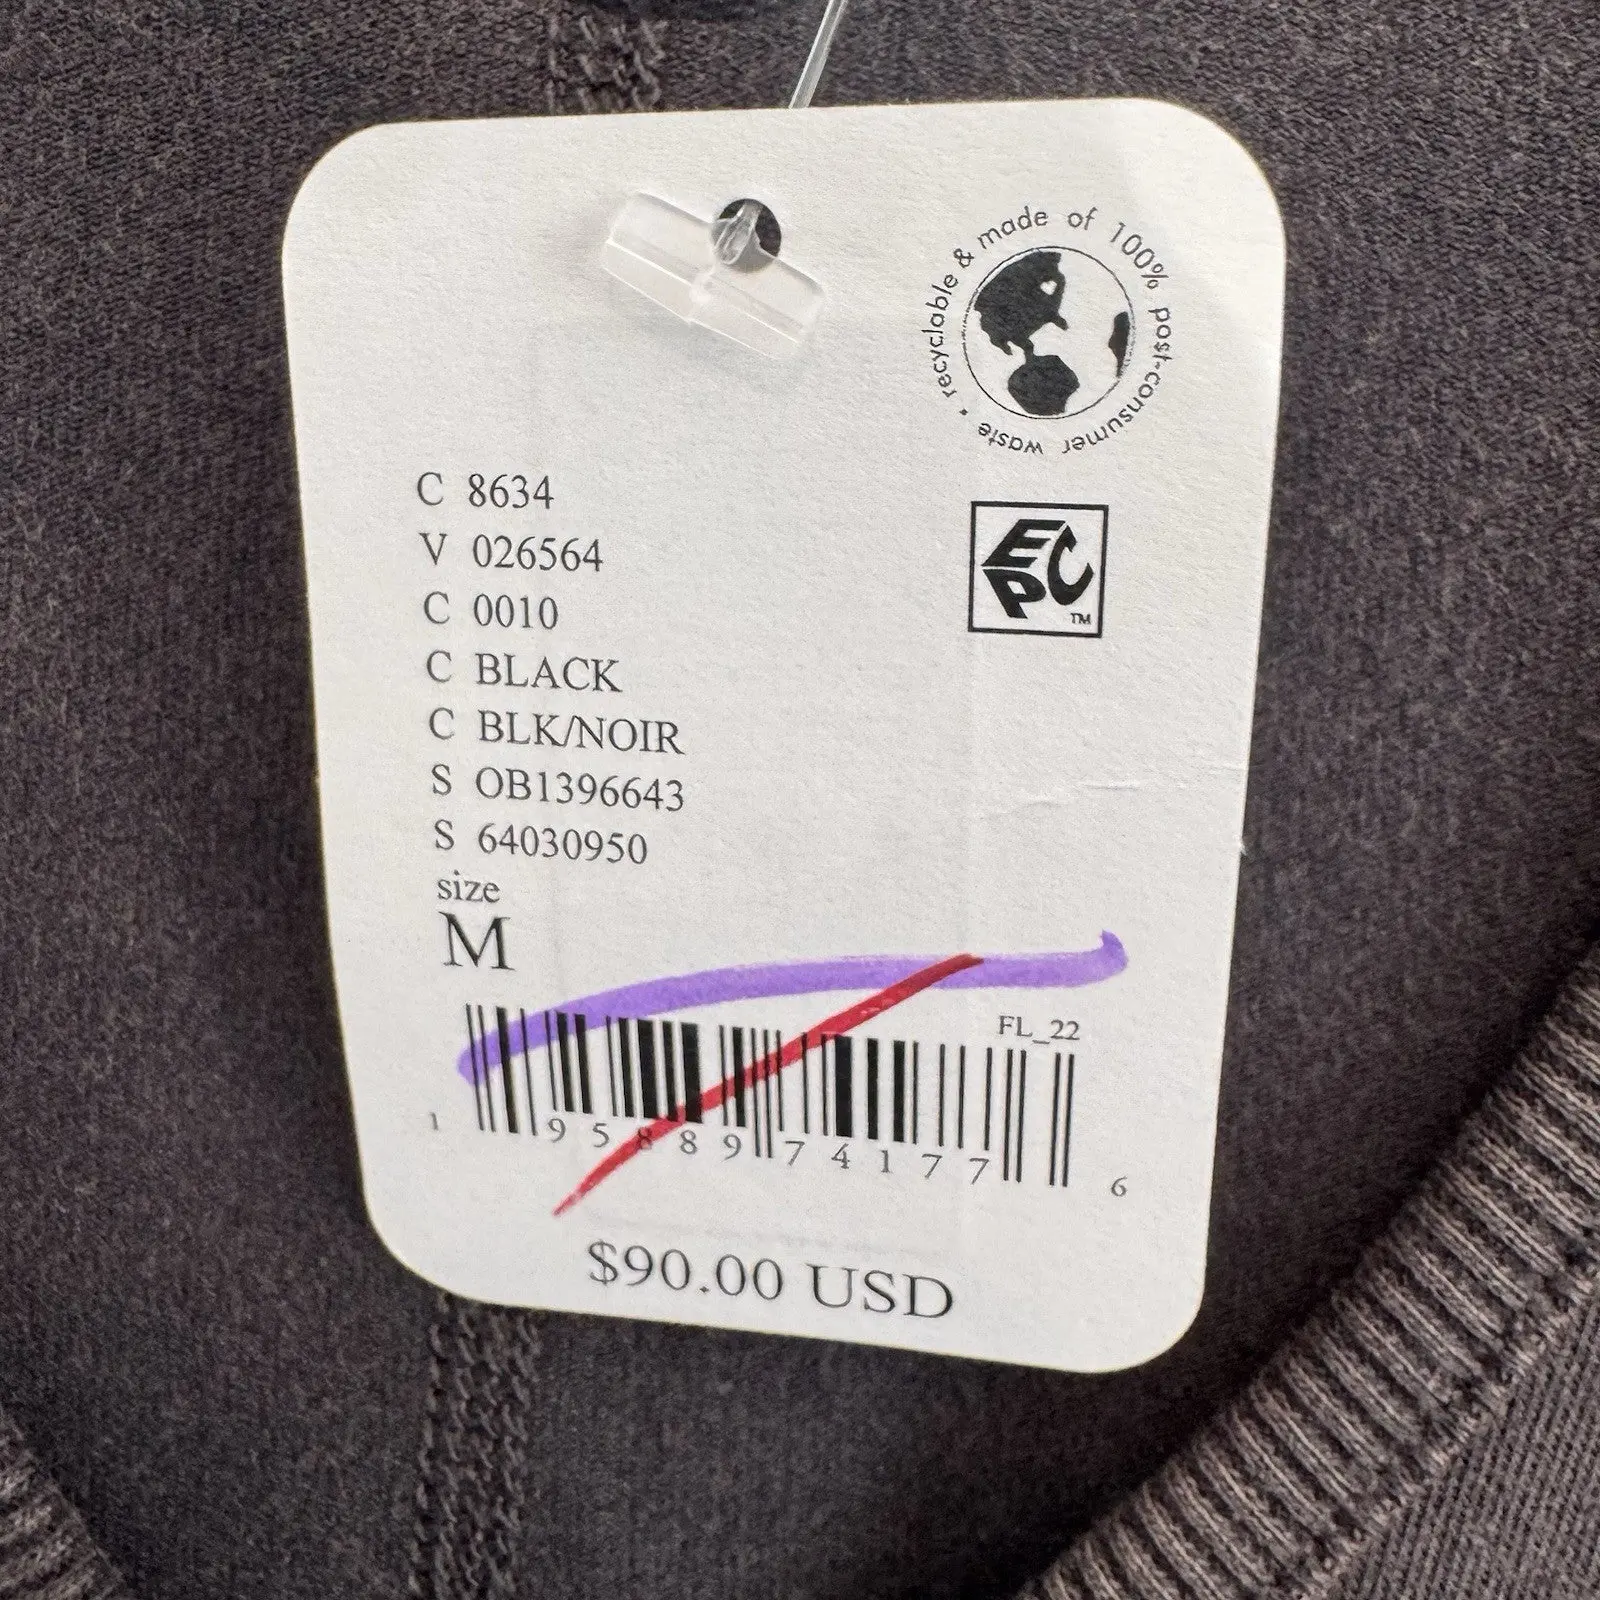 recyclable & made of 100% post-consumer waste •
EPC™
C 8634
V 026564
C 0010
C BLACK
C BLK/NOIR
S OB1396643
S 64030950
size
M
FL_22
1 95889 74177 6
$90.00 USD